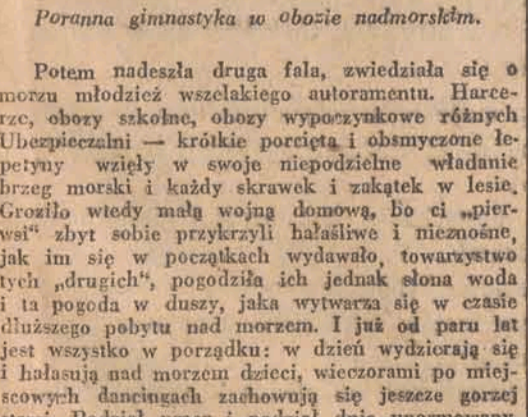 Poranna gimnastyka w obozie nadmorskim.
Potem nadeszła druga fala, zwiedziała się o
morzu młodzież wszelakiego autoramentu. Harce-
rze, obozy szkolne, obozy wypoczynkowe różnych
Ubezpieczalni — krótkie porcięta i obsmyczone łe-
petyny wzięły w swoje niepodzielne władanie
brzeg morski i każdy skrawek i zakątek w lesie.
Groziło wtedy małą wojną domową, bo ci „pier-
wsi“ zbyt sobie przykrzyli hałaśliwe i nieznośne,
jak im się w początkach wydawało, towarzystwo
tych „drugich“, pogodziła ich jednak słona woda
i ta pogoda w duszy, jaka wytwarza się w czasie
dłuższego pobytu nad morzem. I już od paru lat
jest wszystko w porządku: w dzień wydzierają się
i hałasują nad morzem dzieci, wieczorami po miej-
scowych dancingach zachowują się jeszcze gorzej